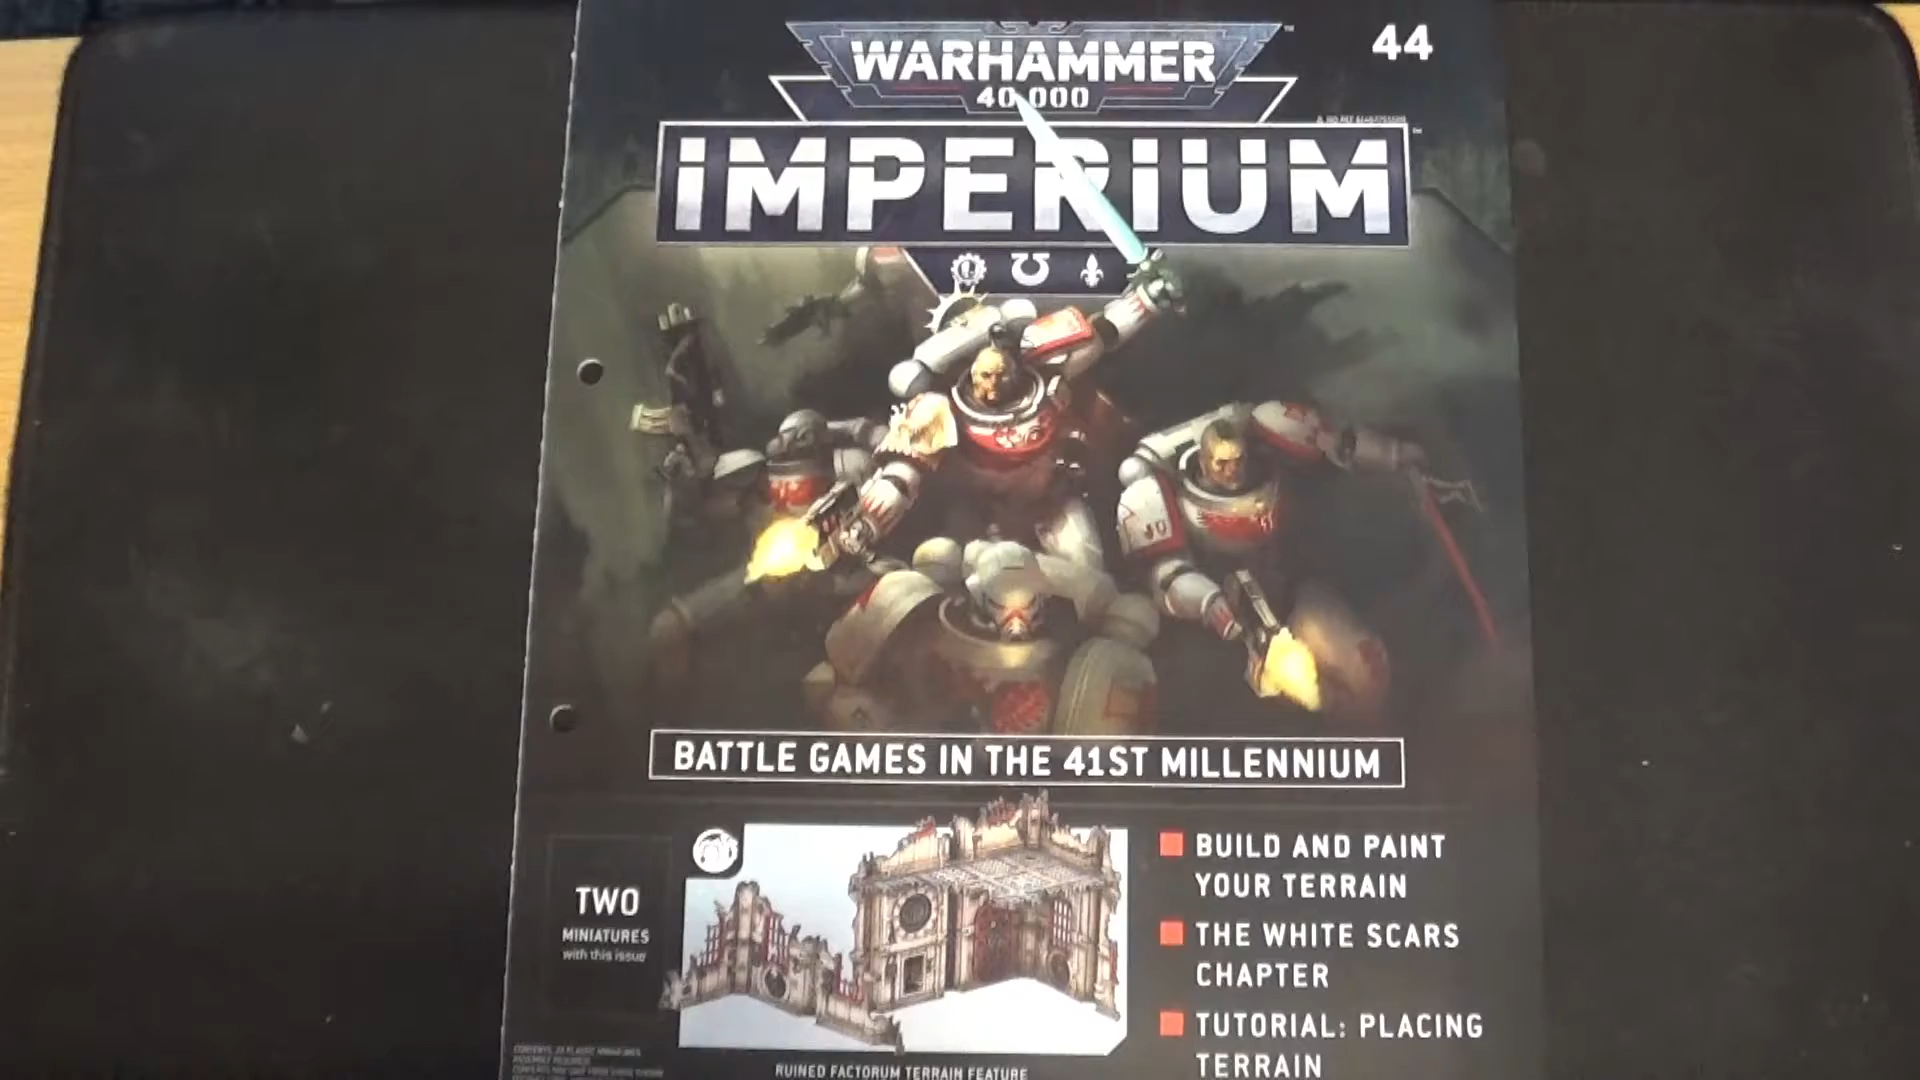 WARHAMMER
40,000
44
IMPERIUM
BATTLE GAMES IN THE 41ST MILLENNIUM
TWO
MINIATURES
with this issue
BUILD AND PAINT
YOUR TERRAIN
THE WHITE SCARS
CHAPTER
TUTORIAL: PLACING
TERRAIN
RUINED FACTORUM TERRAIN FEATURE